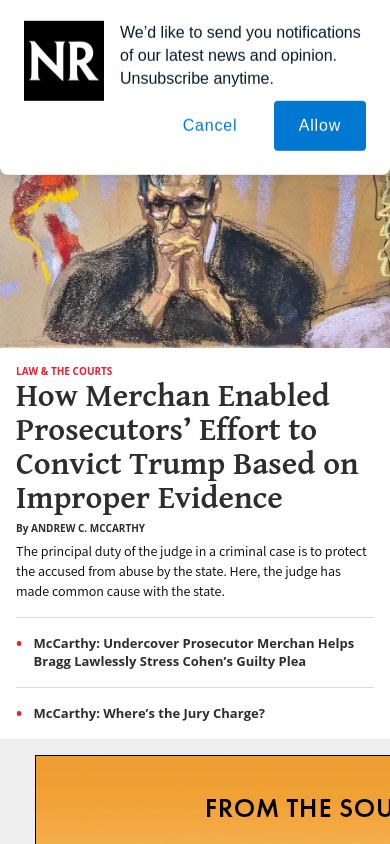 NR
We’d like to send you notifications
of our latest news and opinion.
Unsubscribe anytime.
Cancel
Allow
LAW & THE COURTS
How Merchan Enabled
Prosecutors’ Effort to
Convict Trump Based on
Improper Evidence
By ANDREW C. MCCARTHY
The principal duty of the judge in a criminal case is to protect
the accused from abuse by the state. Here, the judge has
made common cause with the state.
McCarthy: Undercover Prosecutor Merchan Helps
Bragg Lawlessly Stress Cohen’s Guilty Plea
McCarthy: Where’s the Jury Charge?
FROM THE SOU